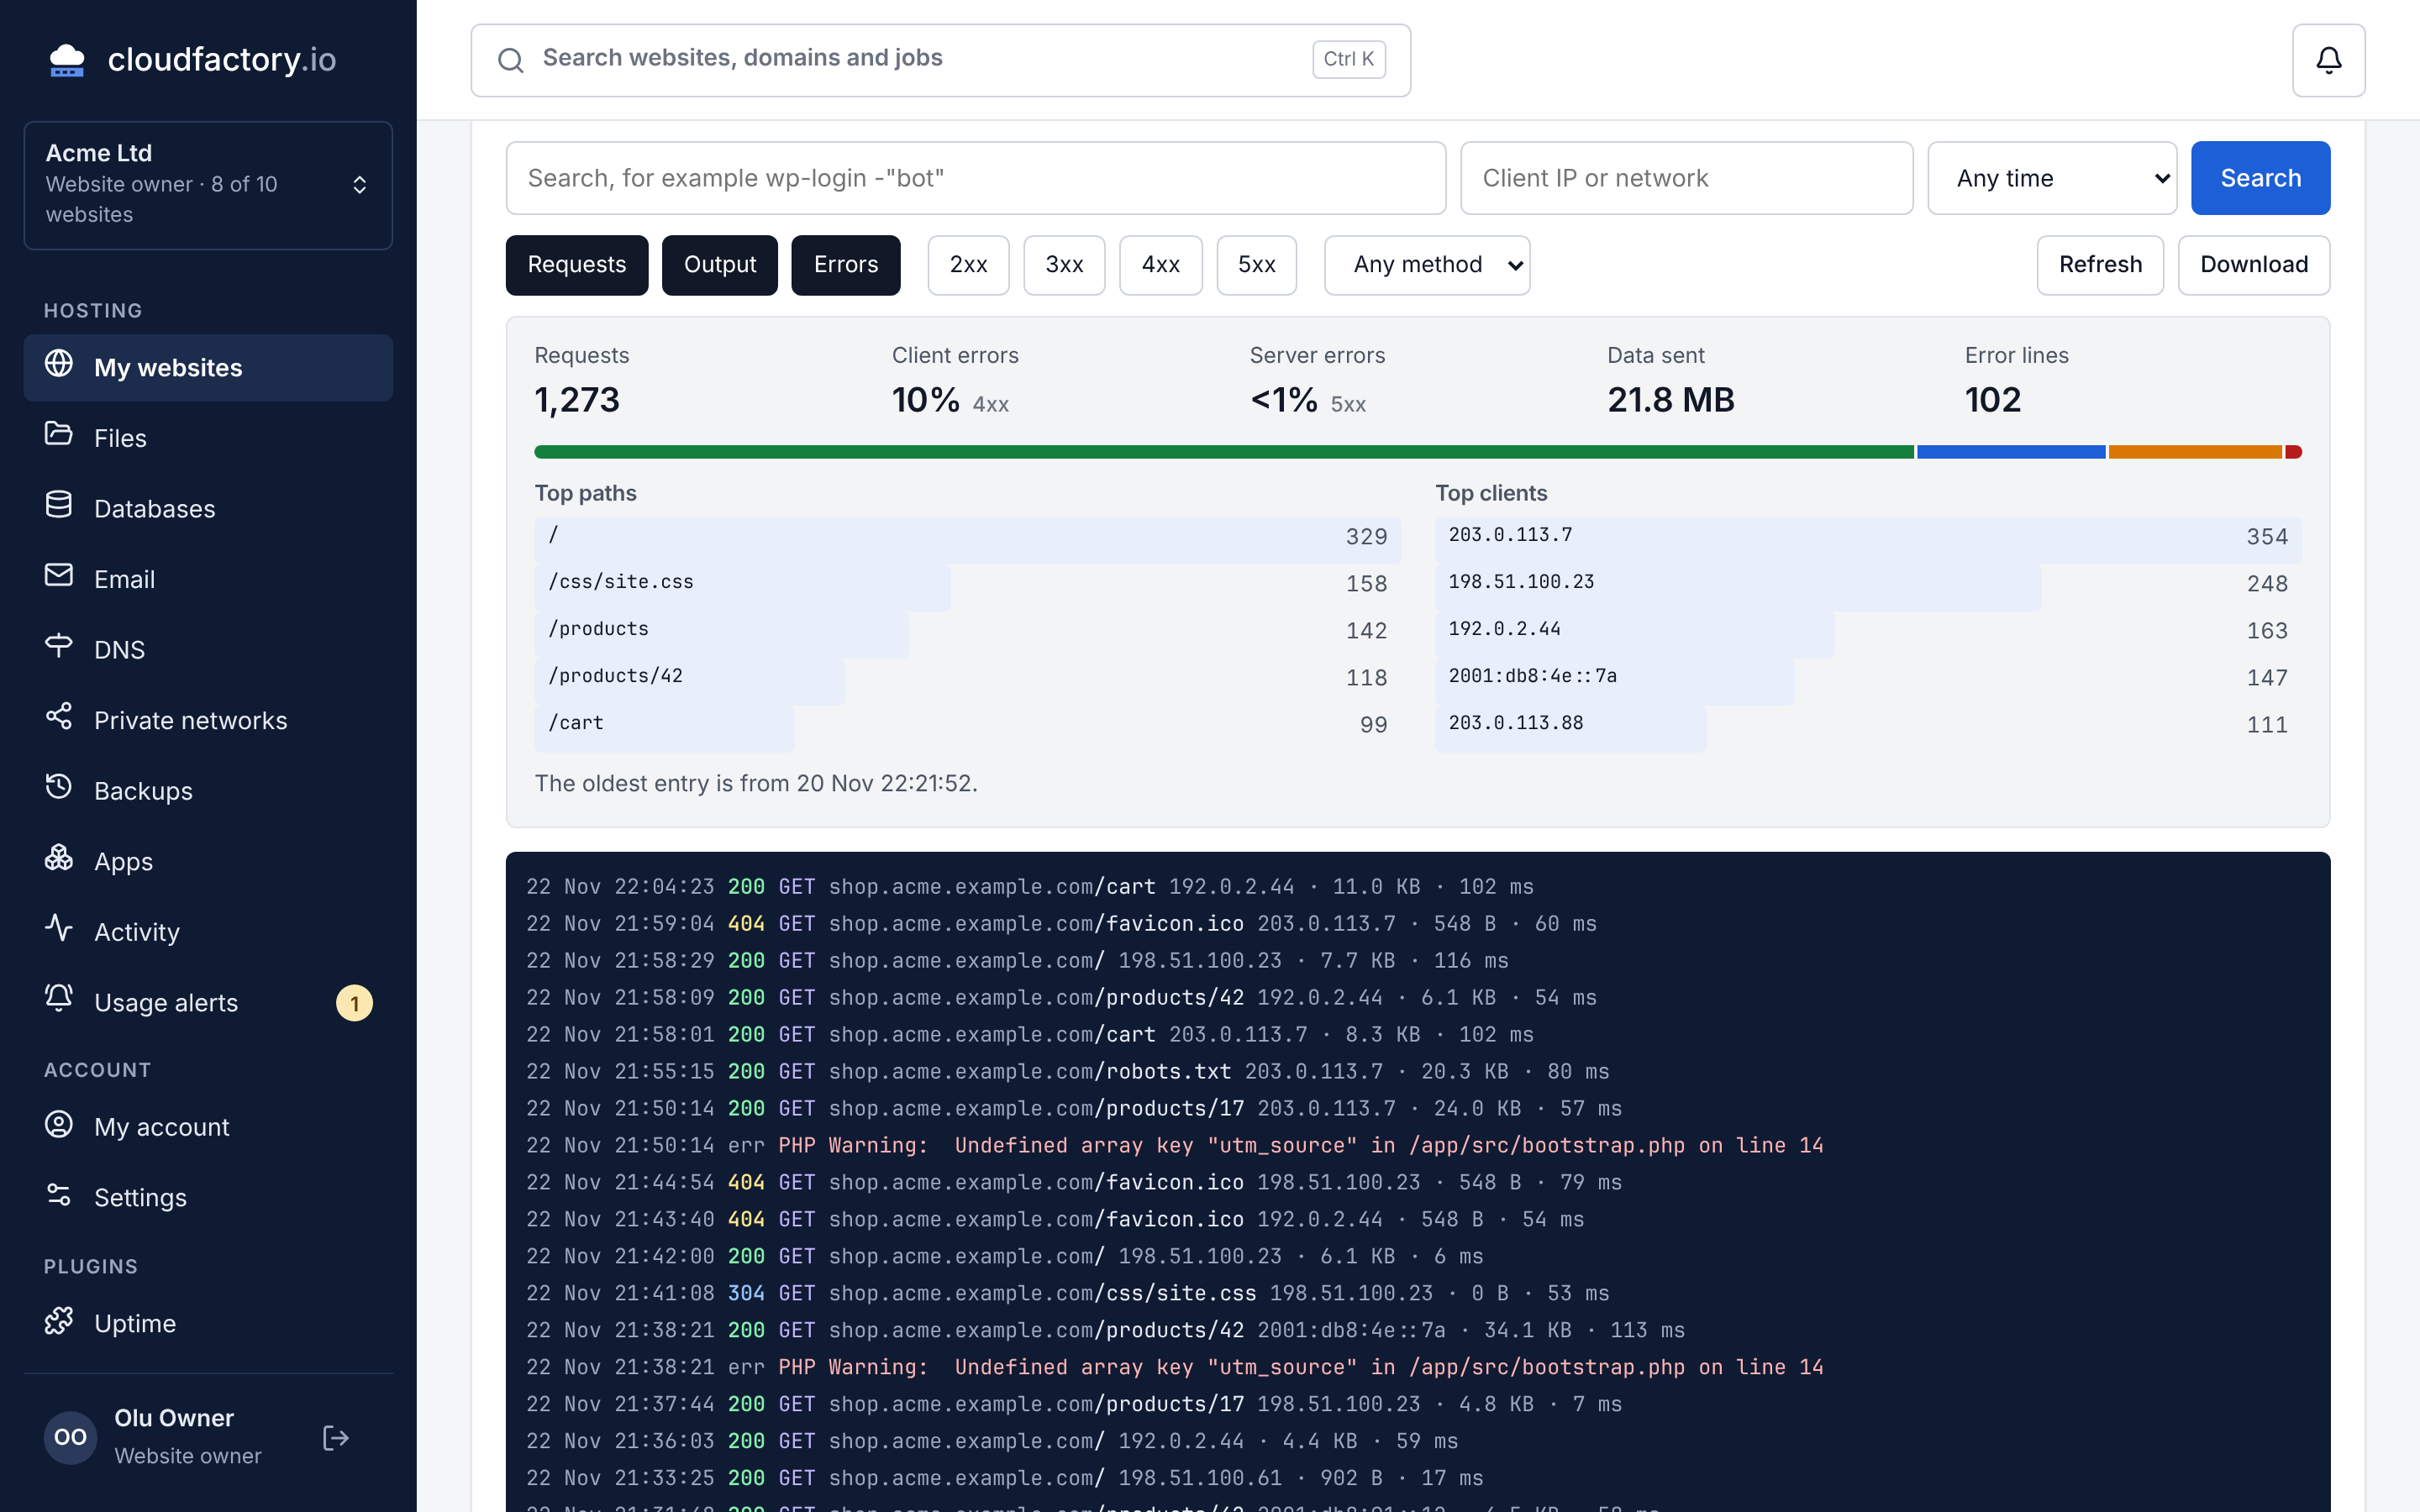 cloudfactory.io
Search websites, domains and jobs
Ctrl K
Acme Ltd
Website owner · 8 of 10
websites
HOSTING
My websites
Files
Databases
Email
DNS
Private networks
Backups
Apps
Activity
Usage alerts
1
ACCOUNT
My account
Settings
PLUGINS
Uptime
OO
Olu Owner
Website owner
Search, for example wp-login -"bot"
Client IP or network
Any time
Search
Requests
Output
Errors
2xx
3xx
4xx
5xx
Any method
Refresh
Download
Requests
1,273
Client errors
10% 4xx
Server errors
<1% 5xx
Data sent
21.8 MB
Error lines
102
Top paths
/ 329
/css/site.css 158
/products 142
/products/42 118
/cart 99
Top clients
203.0.113.7 354
198.51.100.23 248
192.0.2.44 163
2001:db8:4e::7a 147
203.0.113.88 111
The oldest entry is from 20 Nov 22:21:52.
22 Nov 22:04:23 200 GET shop.acme.example.com/cart 192.0.2.44 · 11.0 KB · 102 ms
22 Nov 21:59:04 404 GET shop.acme.example.com/favicon.ico 203.0.113.7 · 548 B · 60 ms
22 Nov 21:58:29 200 GET shop.acme.example.com/ 198.51.100.23 · 7.7 KB · 116 ms
22 Nov 21:58:09 200 GET shop.acme.example.com/products/42 192.0.2.44 · 6.1 KB · 54 ms
22 Nov 21:58:01 200 GET shop.acme.example.com/cart 203.0.113.7 · 8.3 KB · 102 ms
22 Nov 21:55:15 200 GET shop.acme.example.com/robots.txt 203.0.113.7 · 20.3 KB · 80 ms
22 Nov 21:50:14 200 GET shop.acme.example.com/products/17 203.0.113.7 · 24.0 KB · 57 ms
22 Nov 21:50:14 err PHP Warning:  Undefined array key "utm_source" in /app/src/bootstrap.php on line 14
22 Nov 21:44:54 404 GET shop.acme.example.com/favicon.ico 198.51.100.23 · 548 B · 79 ms
22 Nov 21:43:40 404 GET shop.acme.example.com/favicon.ico 192.0.2.44 · 548 B · 54 ms
22 Nov 21:42:00 200 GET shop.acme.example.com/ 198.51.100.23 · 6.1 KB · 6 ms
22 Nov 21:41:08 304 GET shop.acme.example.com/css/site.css 198.51.100.23 · 0 B · 53 ms
22 Nov 21:38:21 200 GET shop.acme.example.com/products/42 2001:db8:4e::7a · 34.1 KB · 113 ms
22 Nov 21:38:21 err PHP Warning:  Undefined array key "utm_source" in /app/src/bootstrap.php on line 14
22 Nov 21:37:44 200 GET shop.acme.example.com/products/17 198.51.100.23 · 4.8 KB · 7 ms
22 Nov 21:36:03 200 GET shop.acme.example.com/ 192.0.2.44 · 4.4 KB · 59 ms
22 Nov 21:33:25 200 GET shop.acme.example.com/ 198.51.100.61 · 902 B · 17 ms